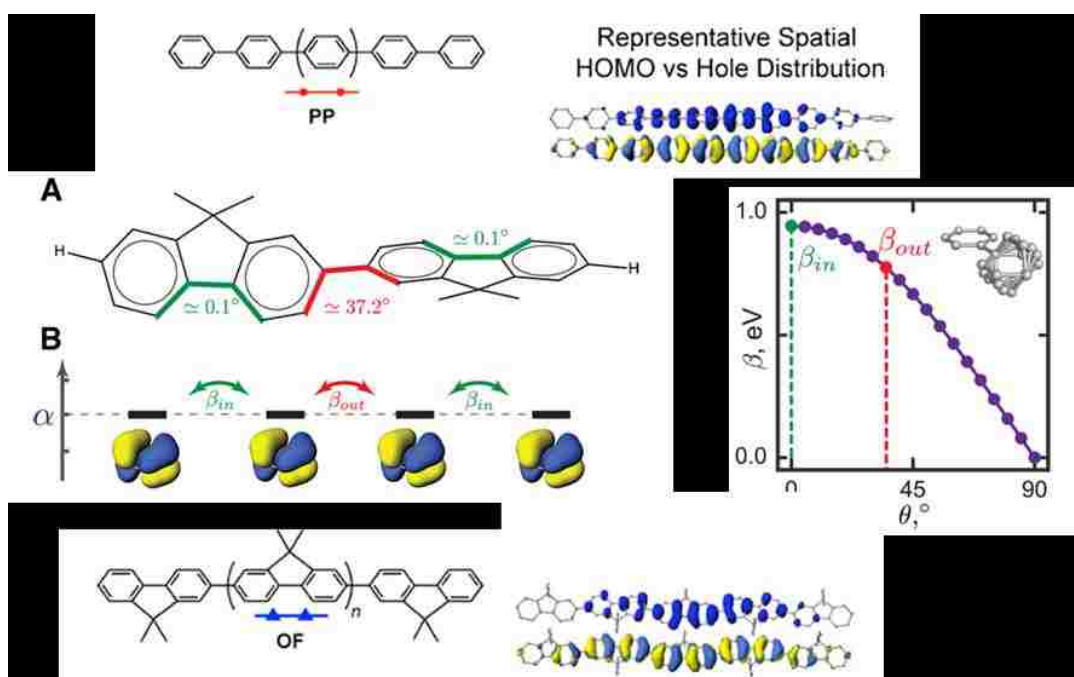 Representative Spatial
HOMO vs Hole Distribution
PP
A
H
≃ 0.1°
≃ 37.2°
≃ 0.1°
H
B
α
β_in
β_out
β_in
1.0
β, eV
0.0
β_in
β_out
0
45
90
θ,°
n
OF